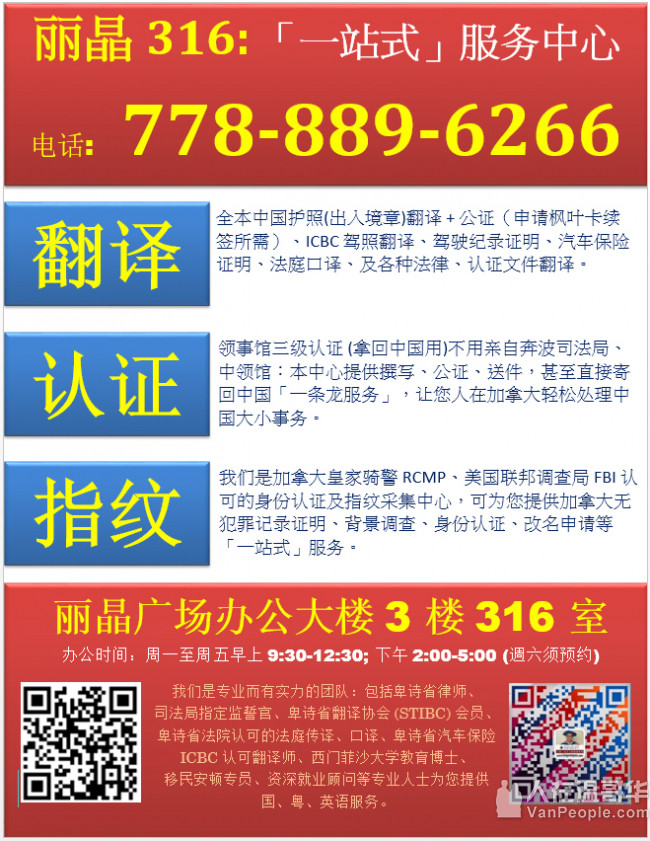 丽晶 316:「一站式」服务中心
电话: 778-889-6266
翻译
全本中国护照(出入境章)翻译 + 公证（申请枫叶卡续
签所需）、ICBC 驾照翻译、驾驶纪录证明、汽车保险
证明、法庭口译、及各种法律、认证文件翻译。
认证
领事馆三级认证 (拿回中国用)不用亲自奔波司法局、
中领馆：本中心提供撰写、公证、送件，甚至直接寄
回中国「一条龙服务」，让您人在加拿大轻松处理中
国大小事务。
指纹
我们是加拿大皇家骑警 RCMP、美国联邦调查局 FBI 认
可的身份认证及指纹采集中心，可为您提供加拿大无
犯罪记录证明、背景调查、身份认证、改名申请等
「一站式」服务。
丽晶广场办公大楼 3 楼 316 室
办公时间：周一至周五早上 9:30-12:30; 下午 2:00-5:00 (週六须预约)
我们是专业而有实力的团队：包括卑诗省律师、
司法局指定监誓官、卑诗省翻译协会 (STIBC) 会员、
卑诗省法院认可的法庭传译、口译、卑诗省汽车保险
ICBC 认可翻译师、西门菲沙大学教育博士、
移民安顿专员、资深就业顾问等专业人士为您提供
国、粤、英语服务。
人在温哥华
VanPeople.com